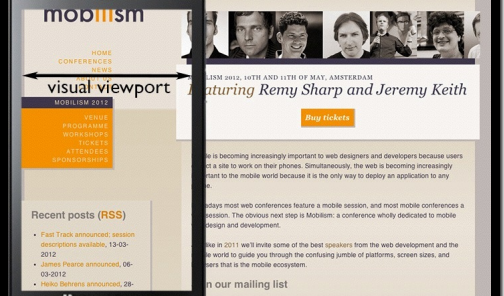 mobilism
HOME
CONFERENCES
NEWS
visual viewport
MOBILISM 2012
VENUE
PROGRAMME
WORKSHOPS
TICKETS
ATTENDEES
SPONSORSHIPS
Recent posts (RSS)
Fast Track announced; session
descriptions available, 13-03-
2012
James Pearce announced, 06-
03-2012
Heiko Behrens announced, 28-
LISM 2012, 10TH AND 11TH OF MAY, AMSTERDAM
Featuring Remy Sharp and Jeremy Keith
Buy tickets
le is becoming increasingly important to web designers and developers because users
ct a site to work on their phones. Simultaneously, the web is becoming increasingly
rtant to the mobile world because it is the only way to deploy an application to any
e.
adays most web conferences feature a mobile session, and most mobile conferences a
session. The obvious next step is Mobilism: a conference wholly dedicated to mobile
design and development.
like in 2011 we'll invite some of the best speakers from the web development and the
le world to guide you through the confusing jumble of platforms, screen sizes, and
sers that is the mobile ecosystem.
n our mailing list